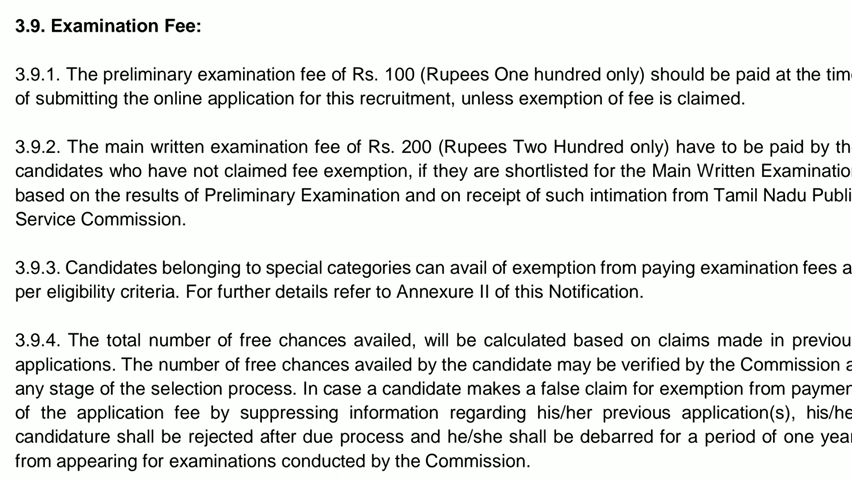 3.9. Examination Fee:
3.9.1. The preliminary examination fee of Rs. 100 (Rupees One hundred only) should be paid at the tim
of submitting the online application for this recruitment, unless exemption of fee is claimed.
3.9.2. The main written examination fee of Rs. 200 (Rupees Two Hundred only) have to be paid by th
candidates who have not claimed fee exemption, if they are shortlisted for the Main Written Examinatio
based on the results of Preliminary Examination and on receipt of such intimation from Tamil Nadu Publi
Service Commission.
3.9.3. Candidates belonging to special categories can avail of exemption from paying examination fees a
per eligibility criteria. For further details refer to Annexure II of this Notification.
3.9.4. The total number of free chances availed, will be calculated based on claims made in previou
applications. The number of free chances availed by the candidate may be verified by the Commission a
any stage of the selection process. In case a candidate makes a false claim for exemption from paymen
of the application fee by suppressing information regarding his/her previous application(s), his/he
candidature shall be rejected after due process and he/she shall be debarred for a period of one year
from appearing for examinations conducted by the Commission.